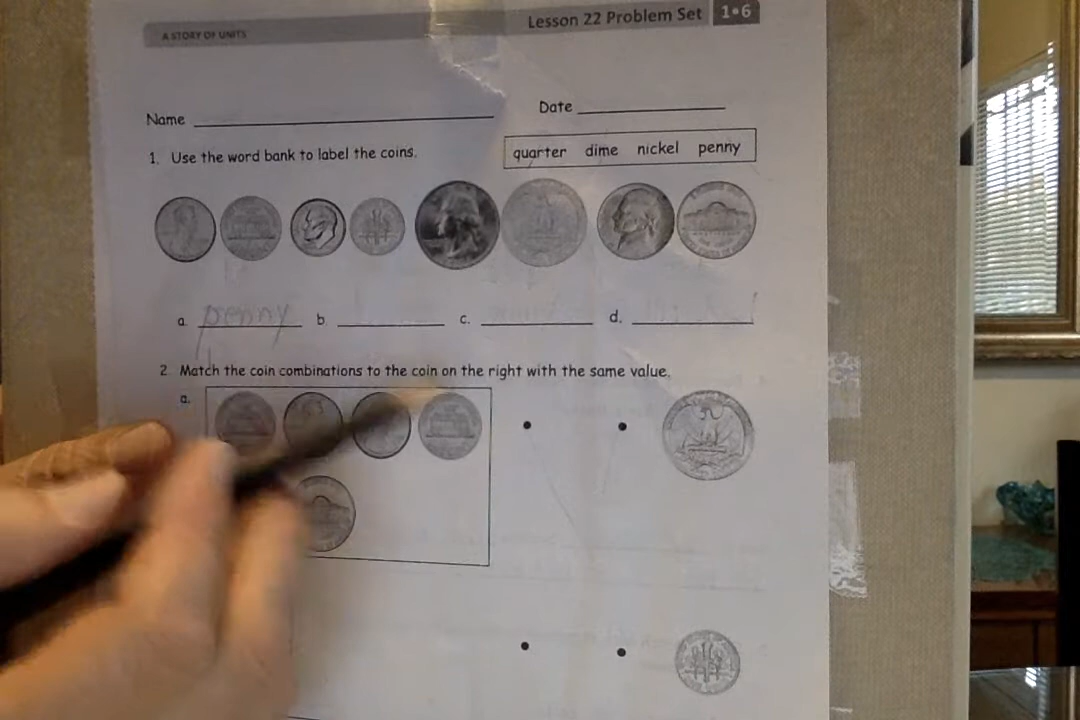 A STORY OF UNITS
Lesson 22 Problem Set 1•6
Name
Date
1. Use the word bank to label the coins.
quarter dime nickel penny
a. penny b. c. d.
2. Match the coin combinations to the coin on the right with the same value.
a.